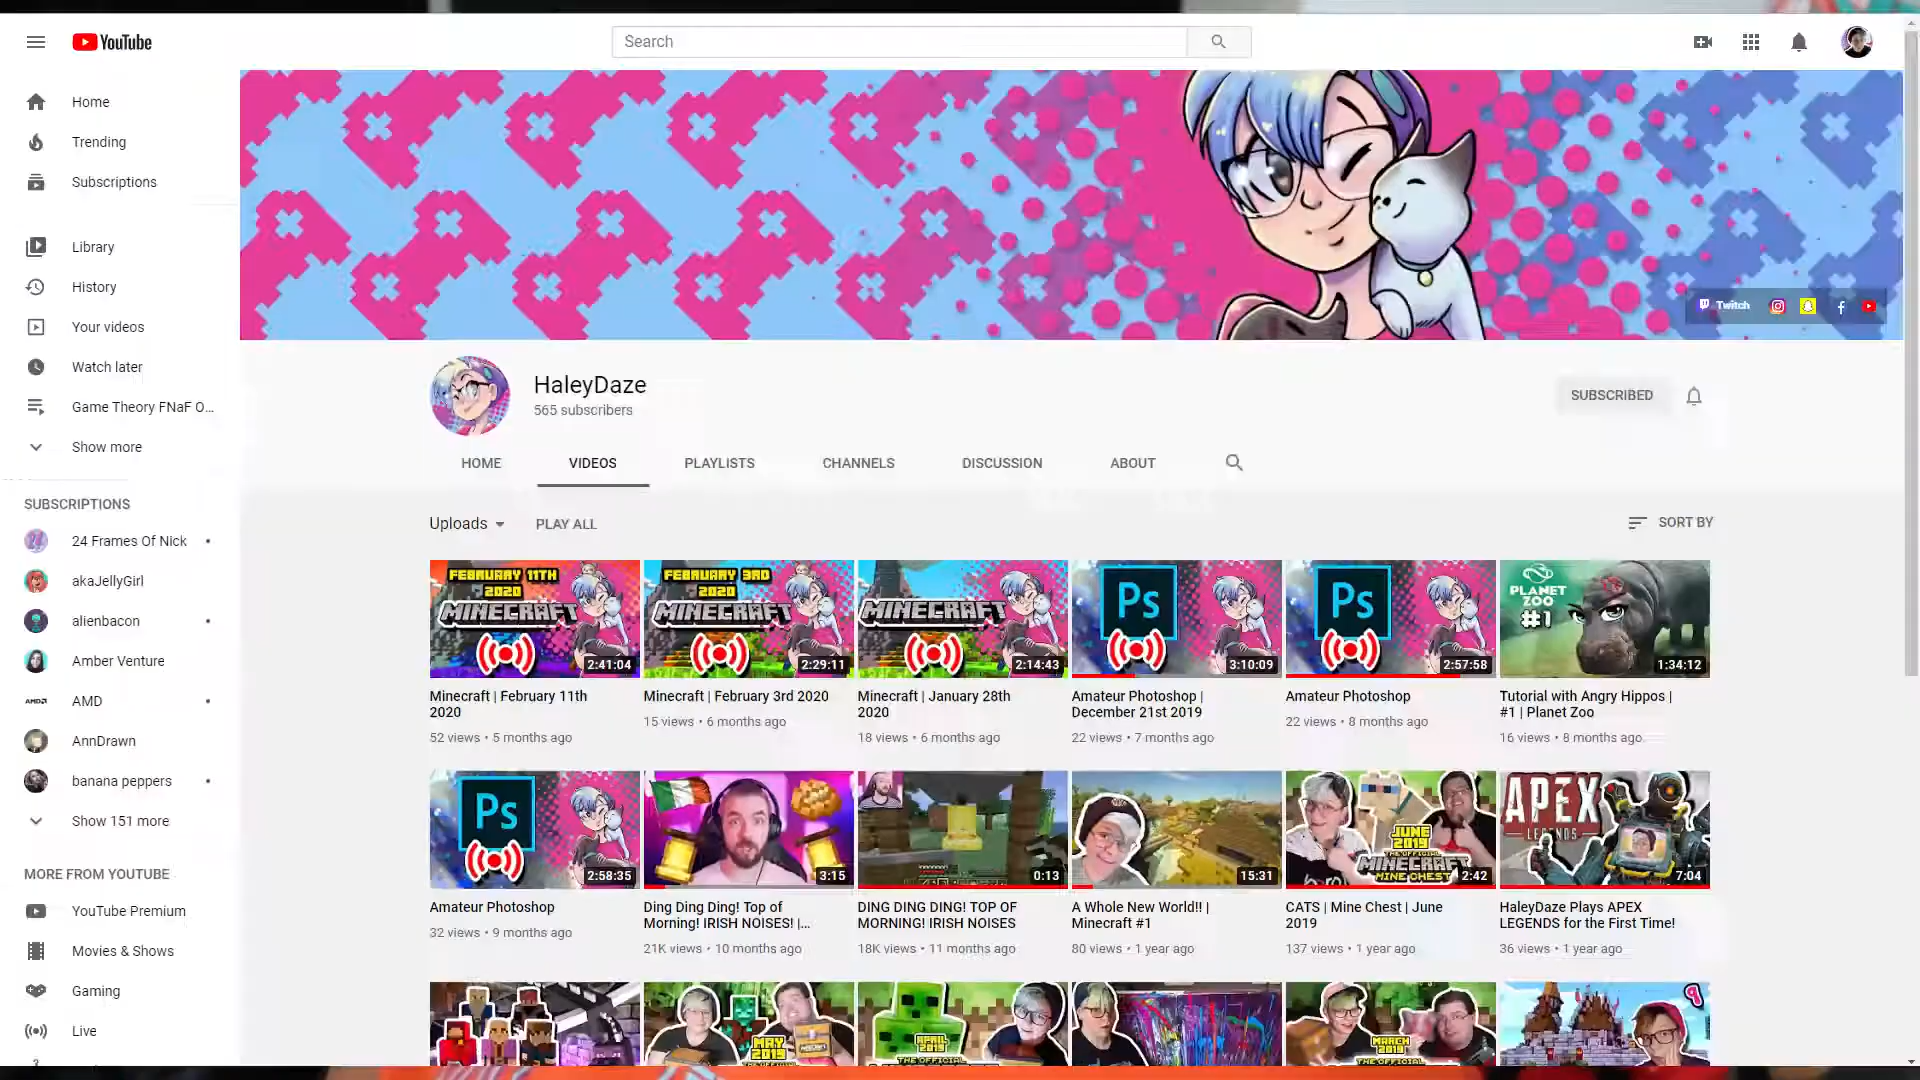 YouTube
Search
Home
Trending
Subscriptions
Library
History
Your videos
Watch later
Game Theory FNaF O...
Show more
SUBSCRIPTIONS
24 Frames Of Nick
akaJellyGirl
alienbacon
Amber Venture
AMD
AMD
AnnDrawn
banana peppers
Show 151 more
MORE FROM YOUTUBE
YouTube Premium
Movies & Shows
Gaming
Live
Twitch
HaleyDaze
565 subscribers
SUBSCRIBED
HOME
VIDEOS
PLAYLISTS
CHANNELS
DISCUSSION
ABOUT
Uploads
PLAY ALL
SORT BY
FEBRUARY 11TH
2020
MINECRAFT
2:41:04
Minecraft | February 11th
2020
52 views • 5 months ago
FEBRUARY 3RD
2020
MINECRAFT
2:29:11
Minecraft | February 3rd 2020
15 views • 6 months ago
MINECRAFT
2:14:43
Minecraft | January 28th
2020
18 views • 6 months ago
Ps
3:10:09
Amateur Photoshop |
December 21st 2019
22 views • 7 months ago
Ps
2:57:58
Amateur Photoshop
22 views • 8 months ago
PLANET
ZOO
#1
1:34:12
Tutorial with Angry Hippos |
#1 | Planet Zoo
16 views • 8 months ago
Ps
2:58:35
Amateur Photoshop
32 views • 9 months ago
3:15
Ding Ding Ding! Top of
Morning! IRISH NOISES! |...
21K views • 10 months ago
0:13
DING DING DING! TOP OF
MORNING! IRISH NOISES
18K views • 11 months ago
15:31
A Whole New World!! |
Minecraft #1
80 views • 1 year ago
JUNE
2019
THE OFFICIAL
MINECRAFT
MINE CHEST
2:42
CATS | Mine Chest | June
2019
137 views • 1 year ago
APEX
LEGENDS
7:04
HaleyDaze Plays APEX
LEGENDS for the First Time!
36 views • 1 year ago
MAY
2019
APRIL
2019
THE OFFICIAL
MARCH
2019
THE OFFICIAL